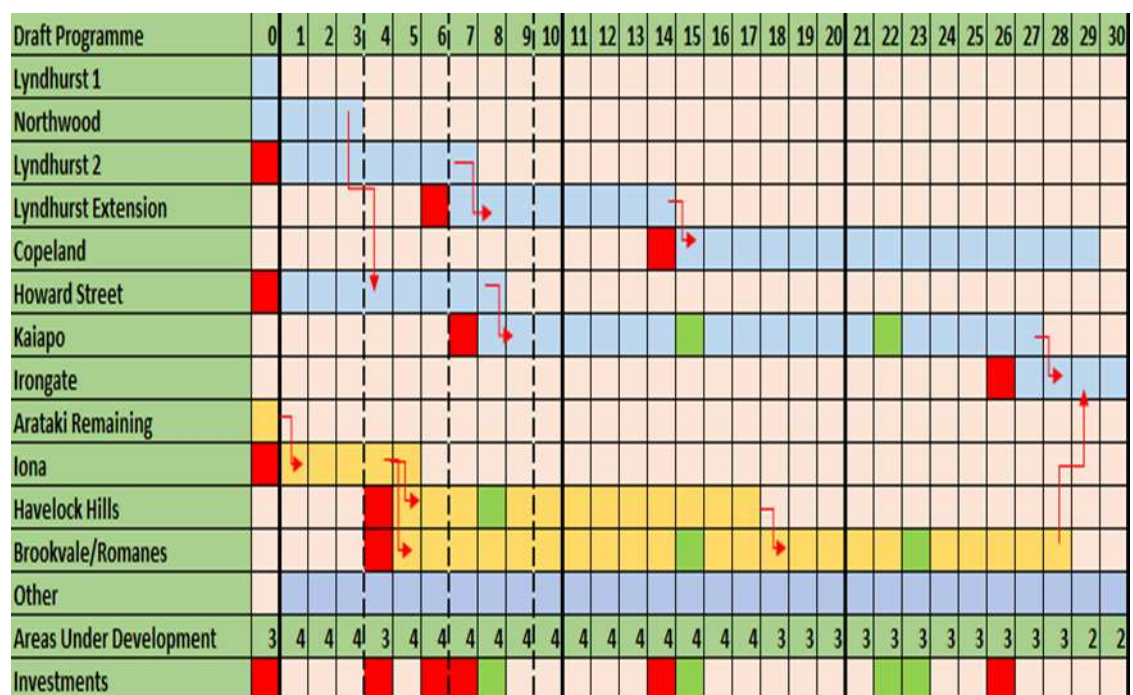 Draft Programme 0 1 2 3 4 5 6 7 8 9 10 11 12 13 14 15 16 17 18 19 20 21 22 23 24 25 26 27 28 29 30
Lyndhurst 1
Northwood
Lyndhurst 2
Lyndhurst Extension
Copeland
Howard Street
Kaiapo
Irongate
Arataki Remaining
Iona
Havelock Hills
Brookvale/Romanes
Other
Areas Under Development 3 4 4 4 3 4 4 4 4 4 4 4 4 4 4 4 4 4 3 3 3 3 3 3 3 3 3 3 3 2 2
Investments